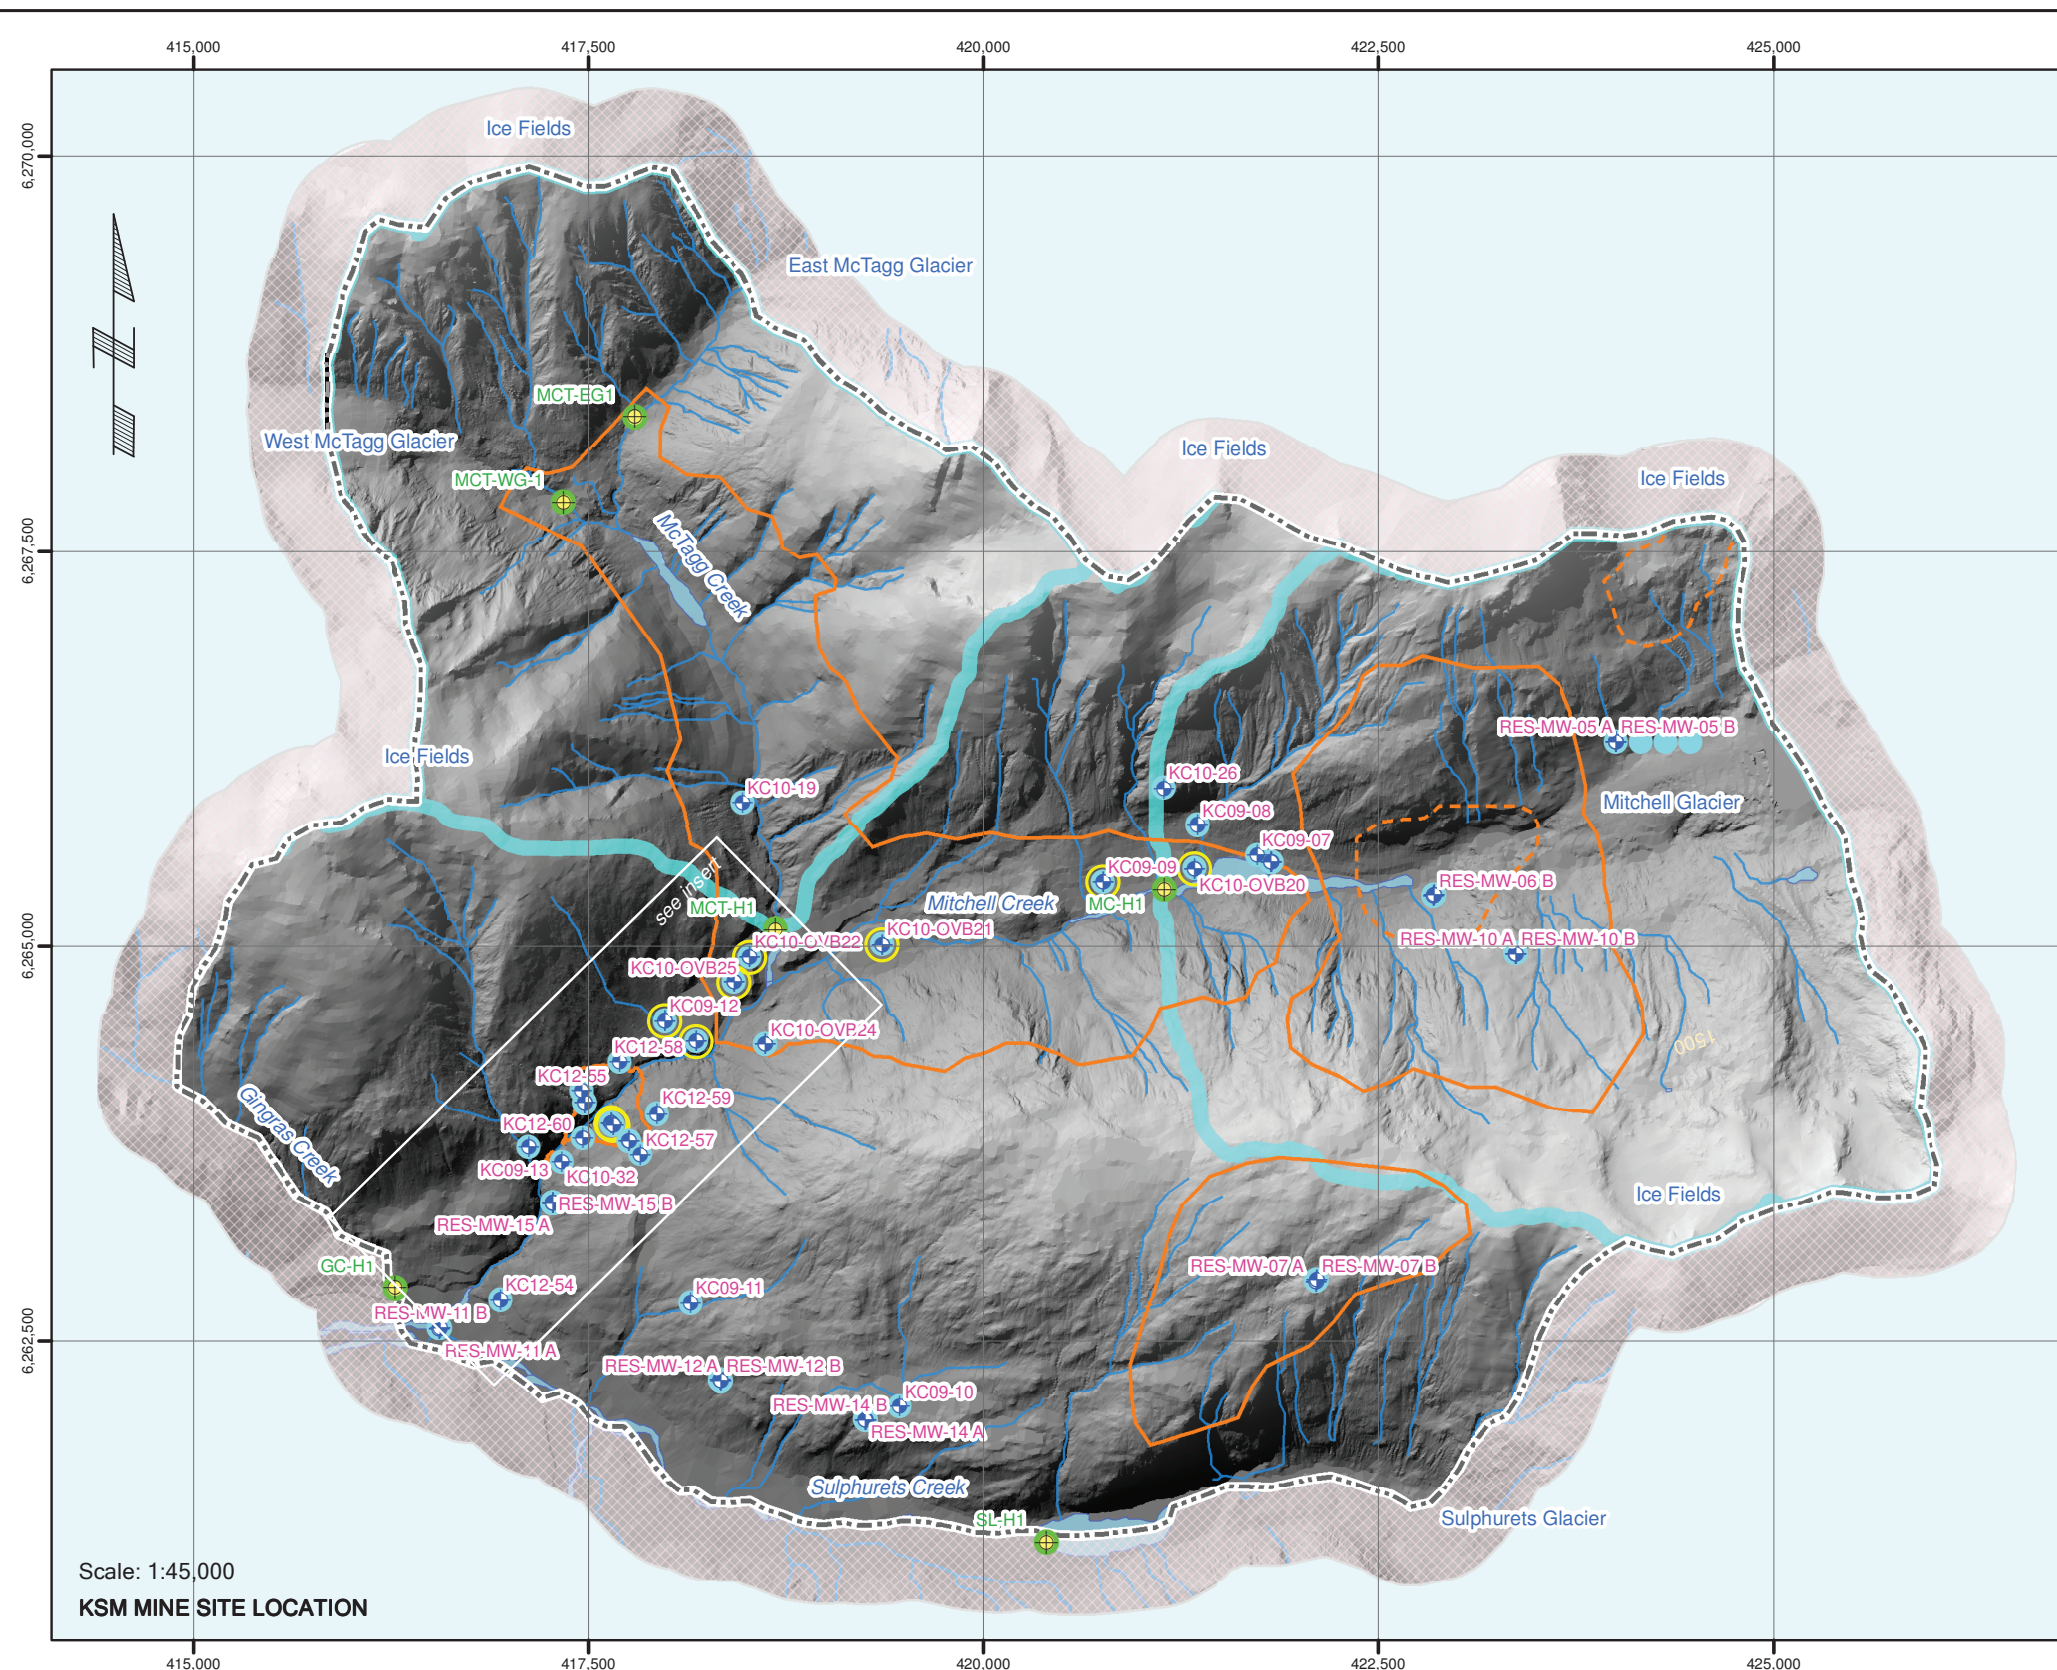 415,000
417,500
420,000
422,500
425,000
6,270,000
Ice Fields
East McTagg Glacier
MCT-EG1
West McTagg Glacier
Ice Fields
MCT-WG-1
Ice Fields
McTagg Creek
6,267,500
RES-MW-05 A
RES-MW-05 B
Ice Fields
KC10-26
KC10-19
Mitchell Glacier
KC09-08
KC09-07
see insert
KC09-09
KC10-OVB20
RES-MW-06 B
MCT-H1
Mitchell Creek
MC-H1
6,265,000
KC10-OVB22
KC10-OVB21
RES-MW-10 A
RES-MW-10 B
KC10-OVB25
KC09-12
KC10-OVB24
1500
KC12-58
KC12-55
KC12-59
Gingras Creek
KC12-60
KC12-57
KC09-13
KC10-32
Ice Fields
RES-MW-15 B
RES-MW-15 A
GC-H1
RES-MW-07 A
RES-MW-07 B
KC12-54
KC09-11
RES-MW-11 B
6,262,500
RES-MW-11 A
RES-MW-12 A
RES-MW-12 B
KC09-10
RES-MW-14 B
RES-MW-14 A
Sulphurets Creek
SL-H1
Sulphurets Glacier
Scale: 1:45,000
KSM MINE SITE LOCATION
415,000
417,500
420,000
422,500
425,000